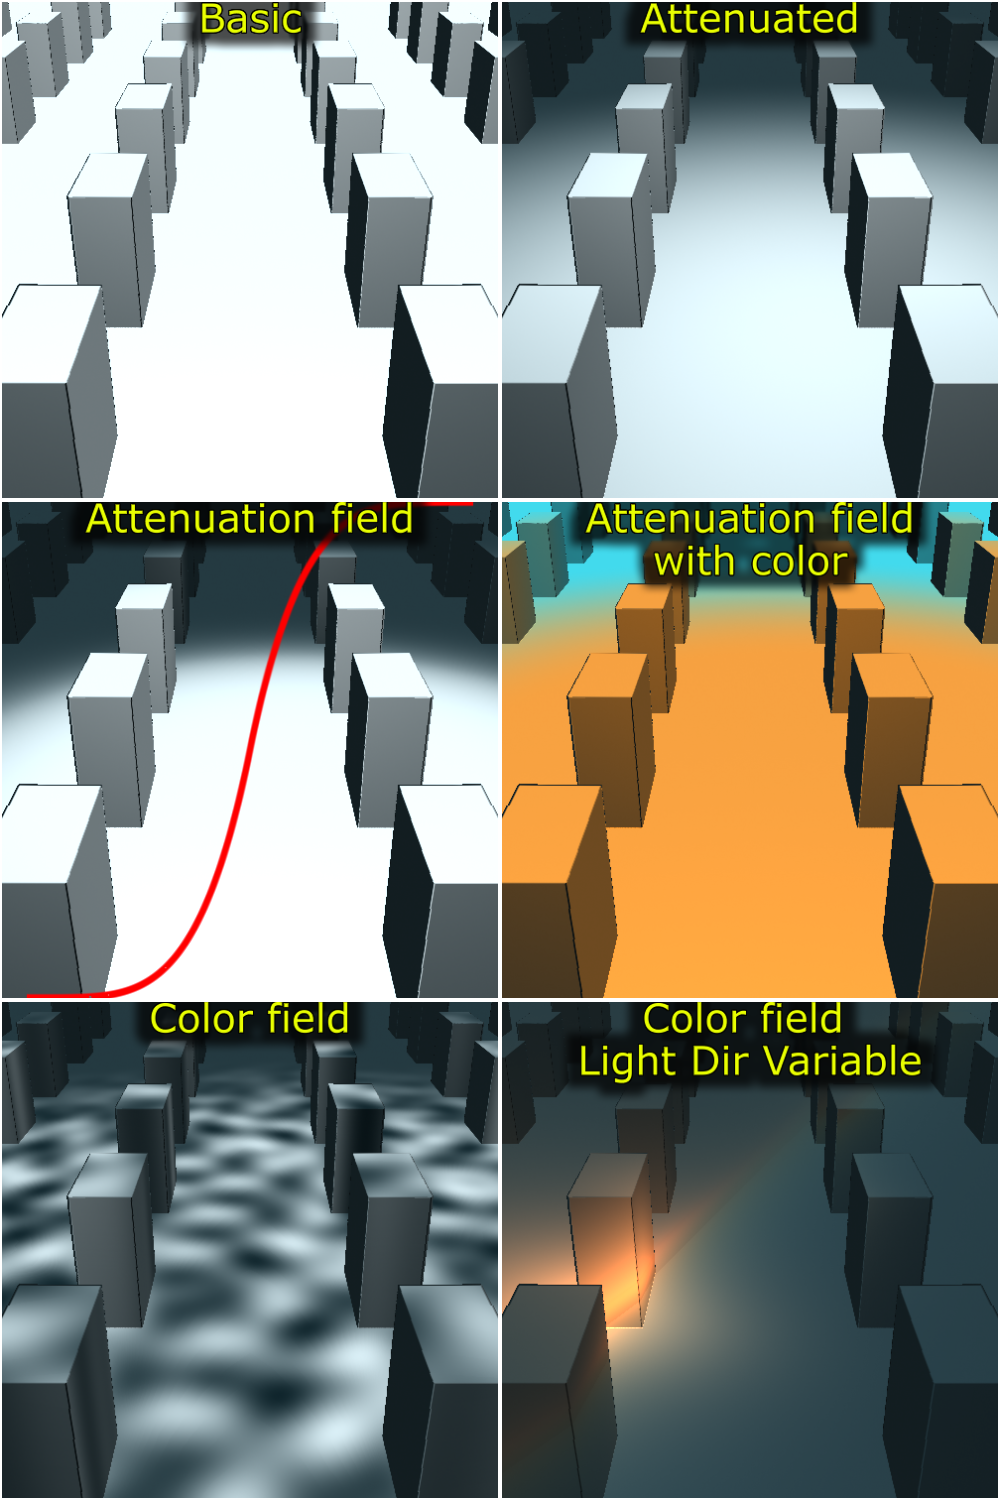 Basic
Attenuated
Attenuation field
Attenuation field
with color
Color field
Color field
Light Dir Variable